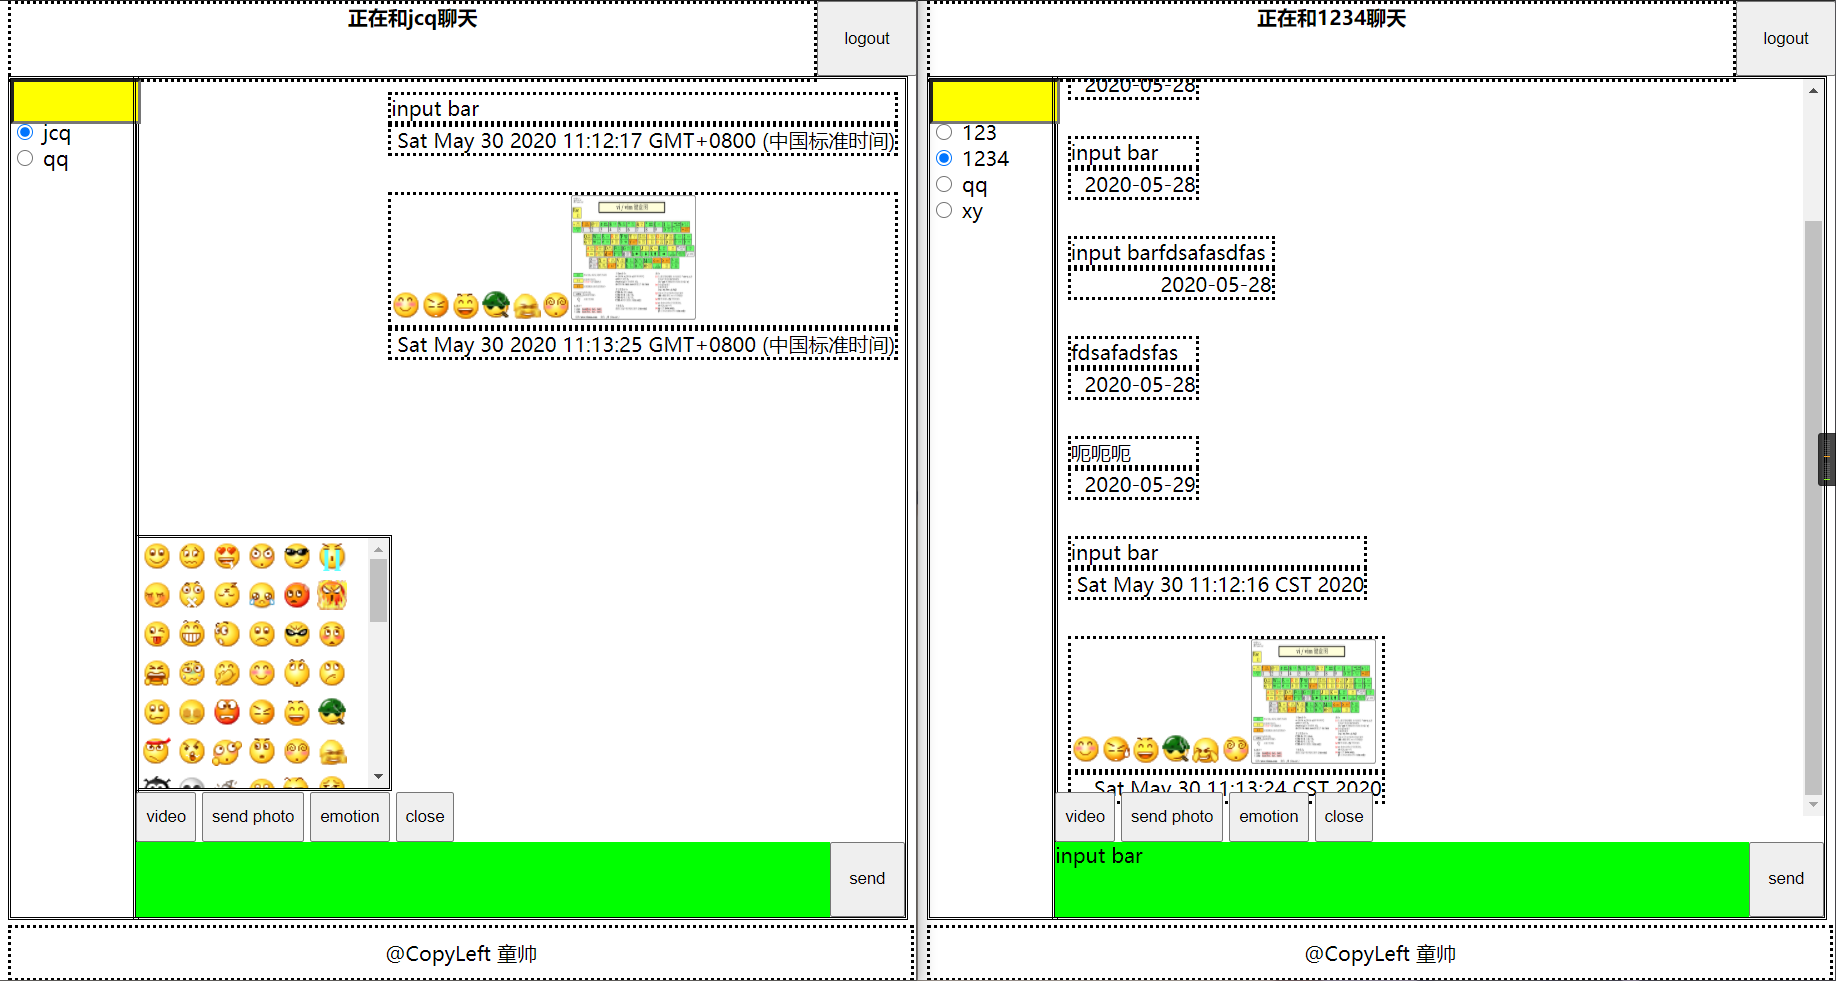 正在和jcq聊天
logout
jcq
qq
input bar
Sat May 30 2020 11:12:17 GMT+0800 (中国标准时间)
Sat May 30 2020 11:13:25 GMT+0800 (中国标准时间)
video
send photo
emotion
close
send
@CopyLeft 童帅
正在和1234聊天
logout
123
1234
qq
xy
2020-05-28
input bar
2020-05-28
input barfdsafasdfas
2020-05-28
fdsafadsfas
2020-05-28
呃呃呃
2020-05-29
input bar
Sat May 30 11:12:16 CST 2020
Sat May 30 11:13:24 CST 2020
video
send photo
emotion
close
input bar
send
@CopyLeft 童帅